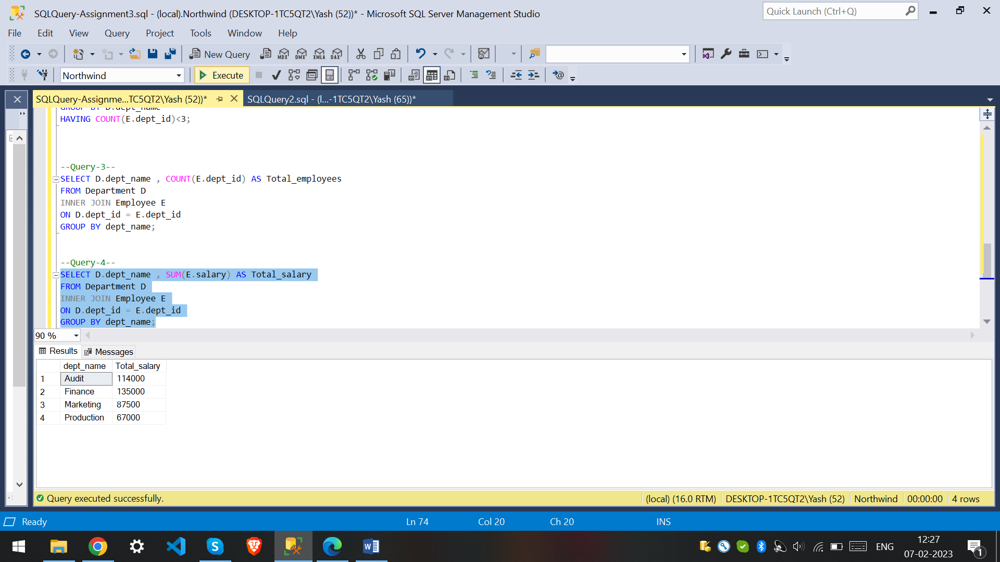 SQLQuery-Assignment3.sql - (local).Northwind (DESKTOP-1TC5QT2\Yash (52))* - Microsoft SQL Server Management Studio
Quick Launch (Ctrl+Q)
File Edit View Query Project Tools Window Help
New Query MDX DMX XMLA DAX
Northwind Execute
SQLQuery-Assignme...TC5QT2\Yash (52))* SQLQuery2.sql - (l...-1TC5QT2\Yash (65))*
GROUP BY D.dept_name
HAVING COUNT(E.dept_id)<3;
--Query-3--
SELECT D.dept_name , COUNT(E.dept_id) AS Total_employees
FROM Department D
INNER JOIN Employee E
ON D.dept_id = E.dept_id
GROUP BY dept_name;
--Query-4--
SELECT D.dept_name , SUM(E.salary) AS Total_salary
FROM Department D
INNER JOIN Employee E
ON D.dept_id = E.dept_id
GROUP BY dept_name;
90 %
Results Messages
dept_name Total_salary
1 Audit 114000
2 Finance 135000
3 Marketing 87500
4 Production 67000
Query executed successfully. (local) (16.0 RTM) DESKTOP-1TC5QT2\Yash (52) Northwind 00:00:00 4 rows
Ready Ln 74 Col 20 Ch 20 INS
ENG 12:27
07-02-2023
1